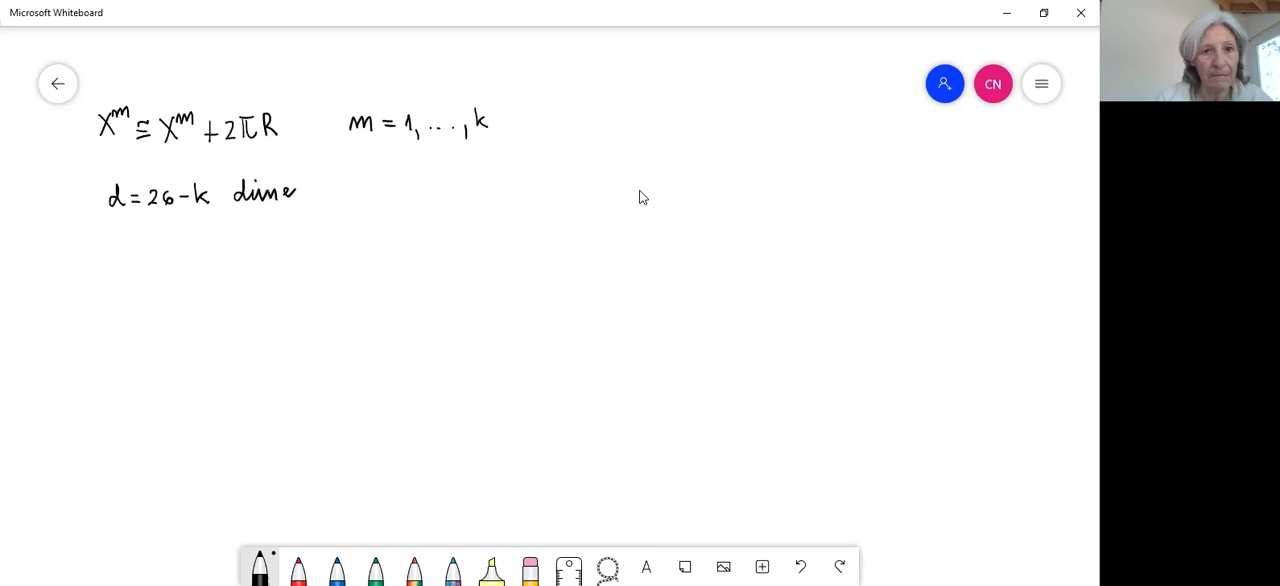 Microsoft Whiteboard
CN
X^m ≅ X^m + 2πR m = 1, ..., k
d = 26 - k dime
A